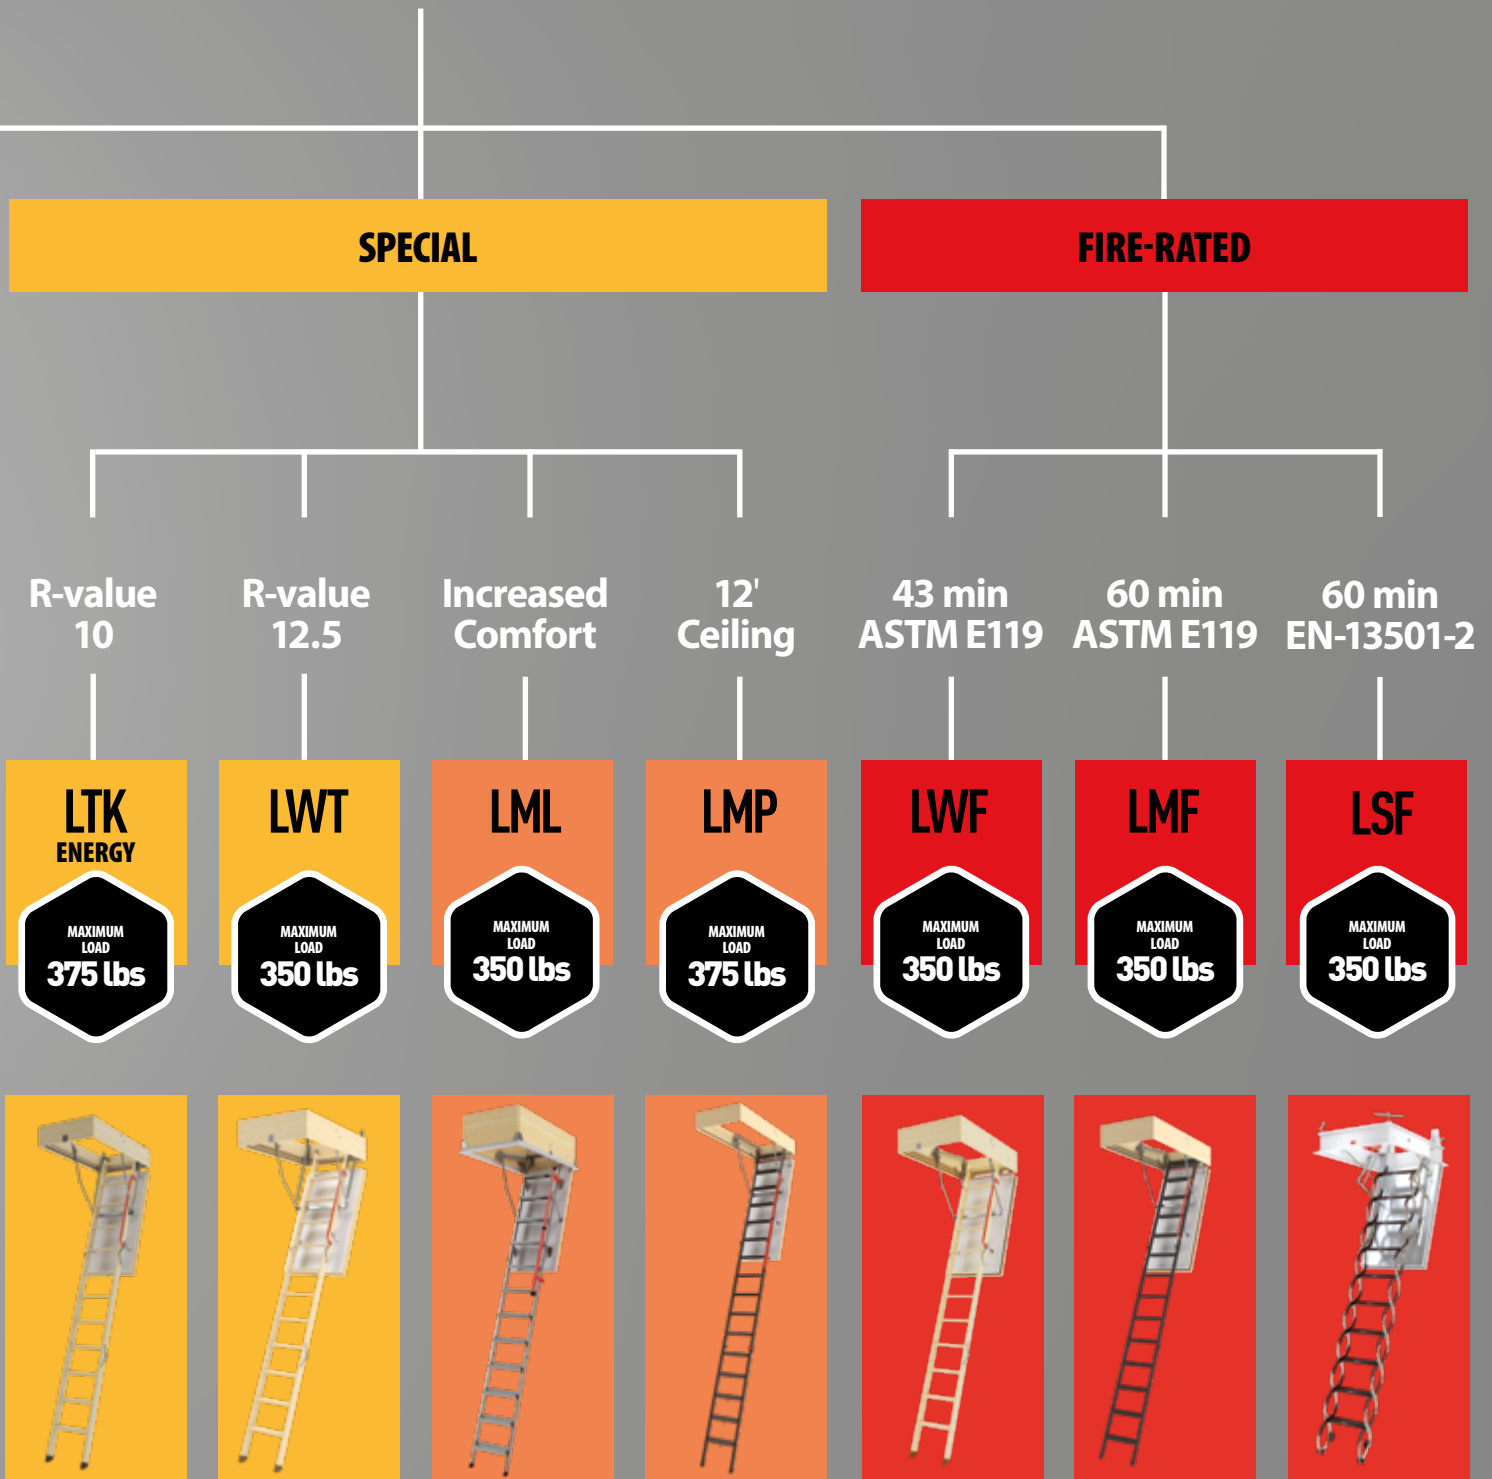 SPECIAL
FIRE-RATED
R-value
10
R-value
12.5
Increased
Comfort
12'
Ceiling
43 min
ASTM E119
60 min
ASTM E119
60 min
EN-13501-2
LTK
ENERGY
MAXIMUM
LOAD
375 lbs
LWT
MAXIMUM
LOAD
350 lbs
LML
MAXIMUM
LOAD
350 lbs
LMP
MAXIMUM
LOAD
375 lbs
LWF
MAXIMUM
LOAD
350 lbs
LMF
MAXIMUM
LOAD
350 lbs
LSF
MAXIMUM
LOAD
350 lbs